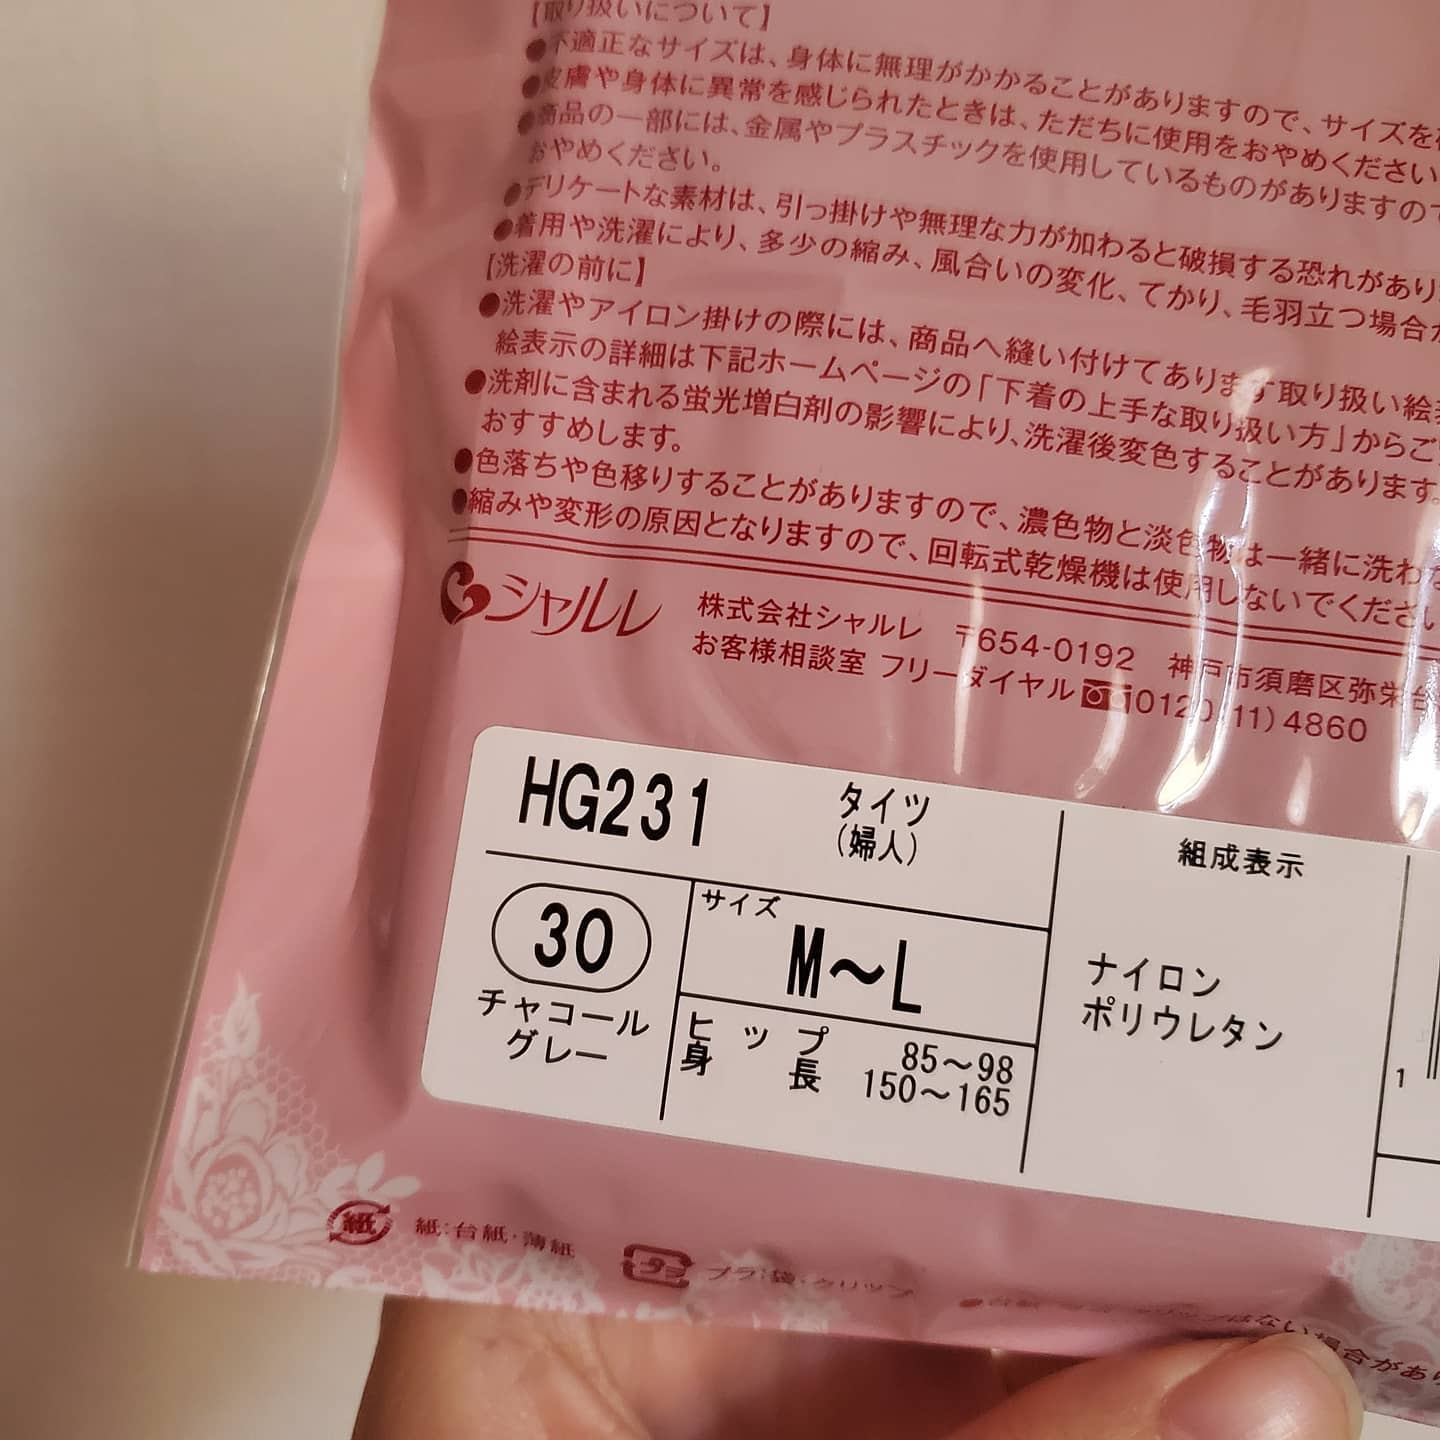 【取り扱いについて】
●不適正なサイズは、身体に無理がかかることがありますので、サイズを
●皮膚や身体に異常を感じられたときは、ただちに使用をおやめください
●商品の一部には、金属やプラスチックを使用しているものがありますので
おやめください。
●デリケートな素材は、引っ掛けや無理な力が加わると破損する恐れがあり
●着用や洗濯により、多少の縮み、風合いの変化、てかり、毛羽立つ場合が
【洗濯の前に】
●洗濯やアイロン掛けの際には、商品へ縫い付けてあります取り扱い絵表
絵表示の詳細は下記ホームページの「下着の上手な取り扱い方」からご
●洗剤に含まれる蛍光増白剤の影響により、洗濯後変色することがあります。
おすすめします。
●色落ちや色移りすることがありますので、濃色物と淡色物は一緒に洗わな
●縮みや変形の原因となりますので、回転式乾燥機は使用しないでください
シャルレ 株式会社シャルレ 〒654-0192 神戸市須磨区弥栄台
お客様相談室 フリーダイヤル 0120(11)4860
HG231 タイツ
(婦人)
組成表示
30
チャコール
グレー
サイズ
M～L
ヒップ 85～98
身長 150～165
ナイロン
ポリウレタン
1
紙 紙:台紙・薄紙
プラ プラ:袋・クリップ